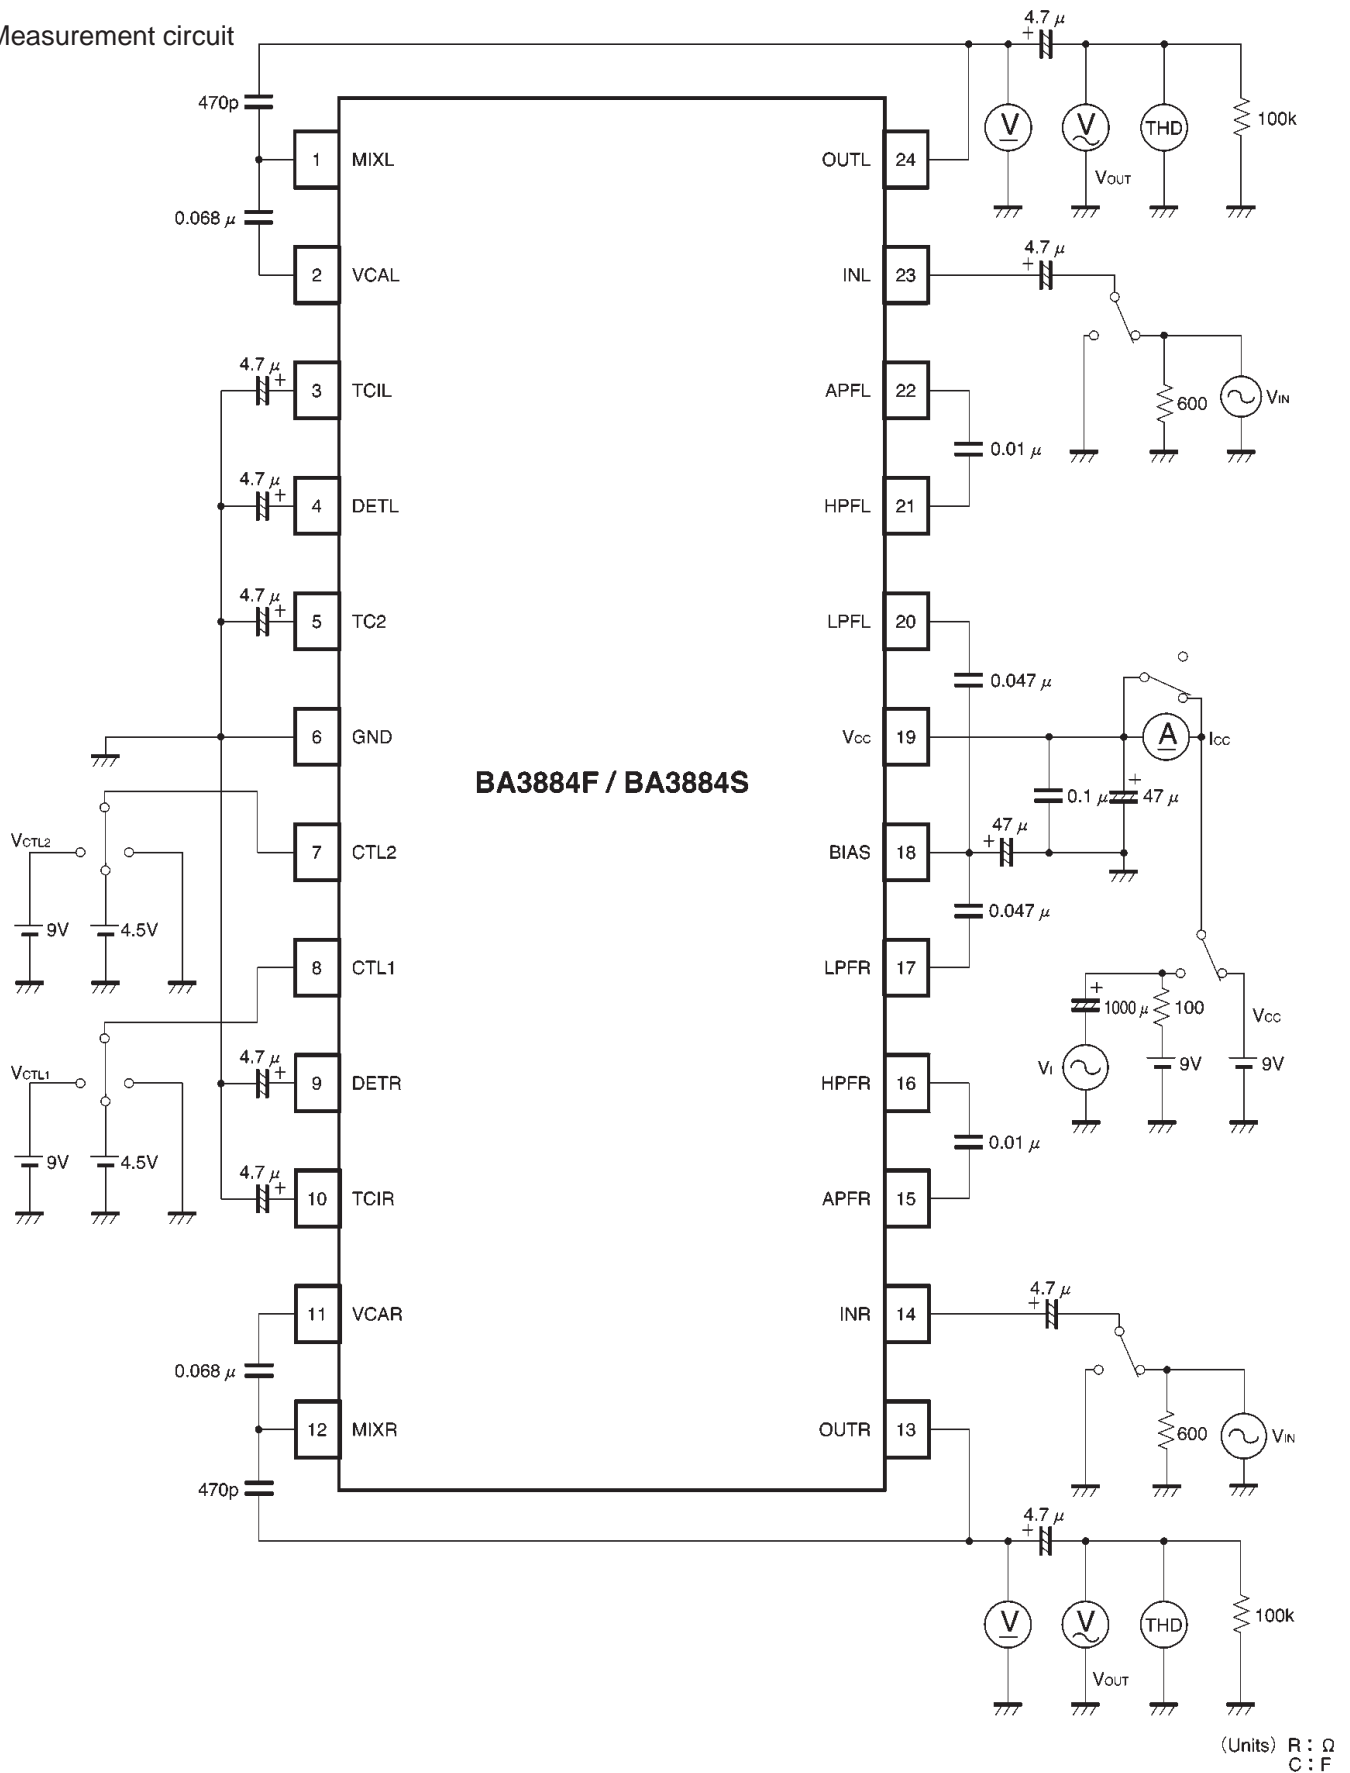 Measurement circuit
4.7 μ
+
470p
1
MIXL
OUTL
24
V
V
THD
100k
VOUT
0.068 μ
2
VCAL
INL
23
4.7 μ
+
4.7 μ
+
3
TCIL
APFL
22
600
VIN
0.01 μ
4.7 μ
+
4
DETL
HPFL
21
4.7 μ
+
5
TC2
LPFL
20
0.047 μ
6
GND
VCC
19
A
ICC
BA3884F / BA3884S
0.1 μ
+
47 μ
VCTL2
7
CTL2
BIAS
18
47 μ
+
9V
4.5V
0.047 μ
8
CTL1
LPFR
17
+
1000 μ
100
VCC
VCTL1
4.7 μ
+
9
DETR
HPFR
16
VI
9V
9V
9V
4.5V
0.01 μ
4.7 μ
+
10
TCIR
APFR
15
11
VCAR
INR
14
4.7 μ
+
0.068 μ
12
MIXR
OUTR
13
600
VIN
470p
4.7 μ
+
V
V
THD
100k
VOUT
(Units) R : Ω
C : F